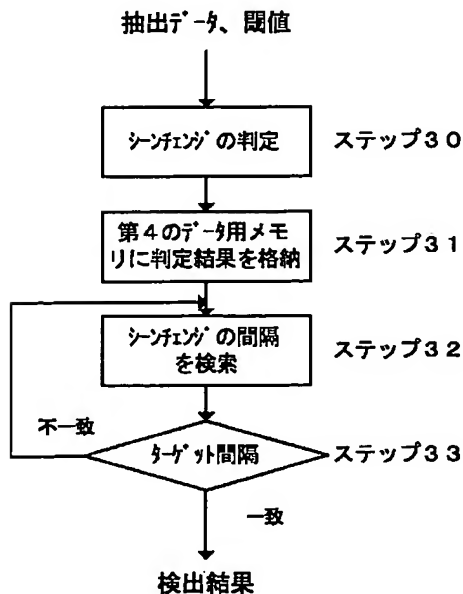 抽出ﾃﾞｰﾀ、閾値
ｼｰﾝﾁｪﾝｼﾞの判定
ステップ３０
第４のﾃﾞｰﾀ用メモ
リに判定結果を格納
ステップ３１
ｼｰﾝﾁｪﾝｼﾞの間隔
を検索
ステップ３２
不一致
ﾀｰｹﾞｯﾄ間隔
ステップ３３
一致
検出結果